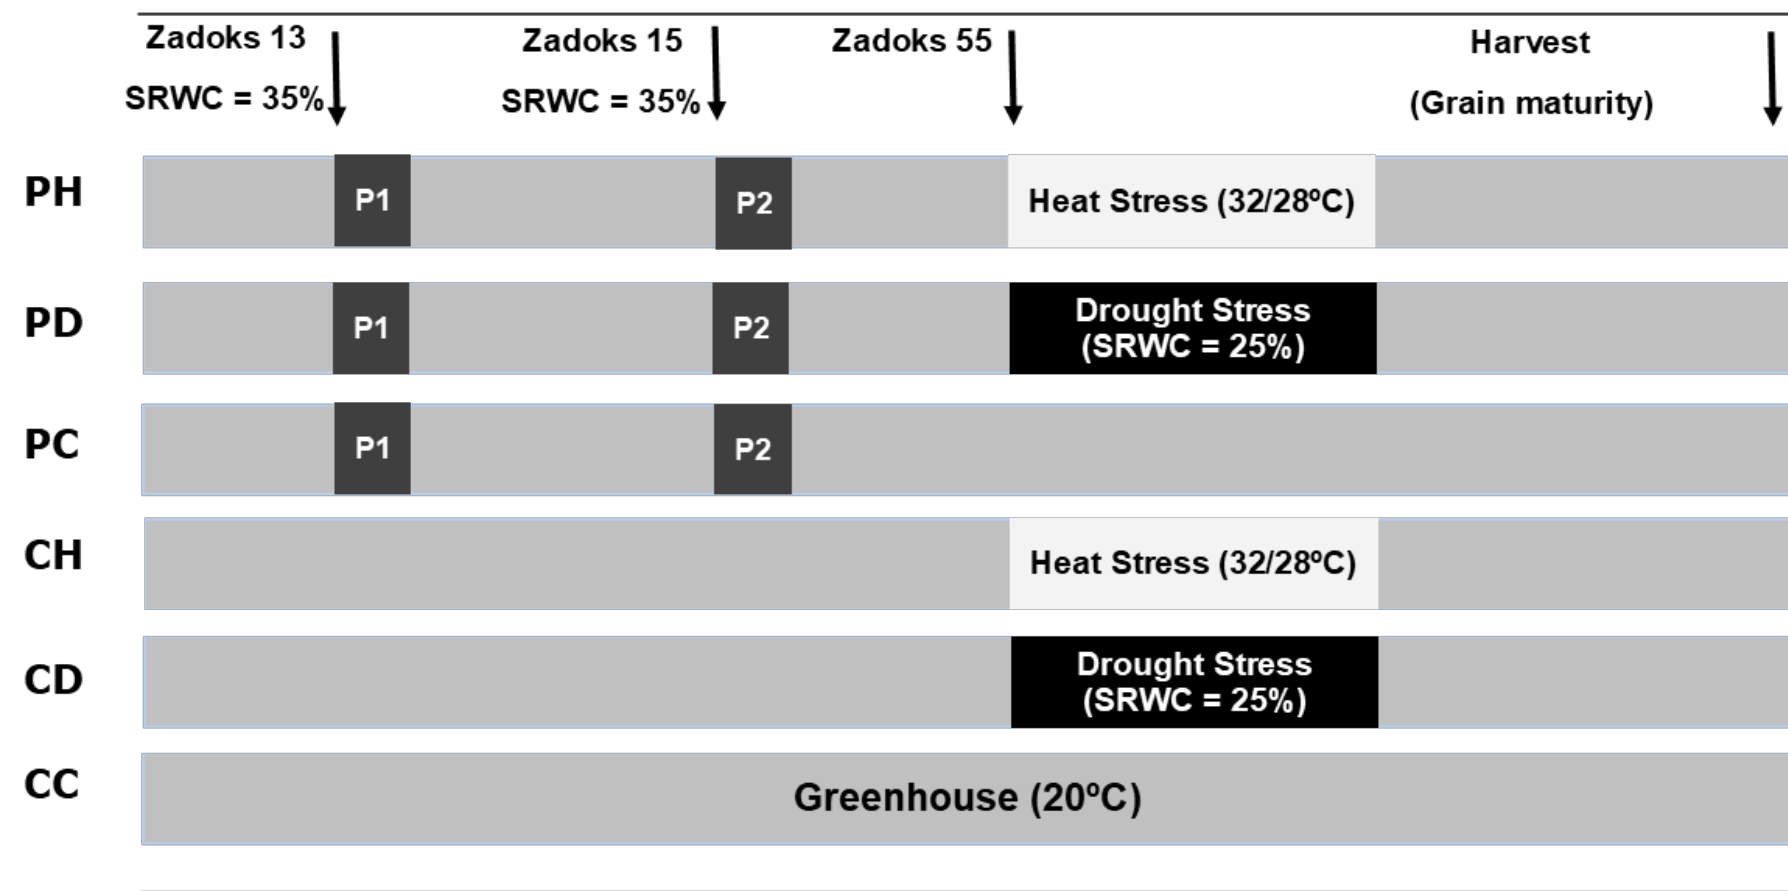 Zadoks 13
SRWC = 35%
Zadoks 15
SRWC = 35%
Zadoks 55
Harvest
(Grain maturity)
PH
P1
P2
Heat Stress (32/28ºC)
PD
P1
P2
Drought Stress
(SRWC = 25%)
PC
P1
P2
CH
Heat Stress (32/28ºC)
CD
Drought Stress
(SRWC = 25%)
CC
Greenhouse (20ºC)